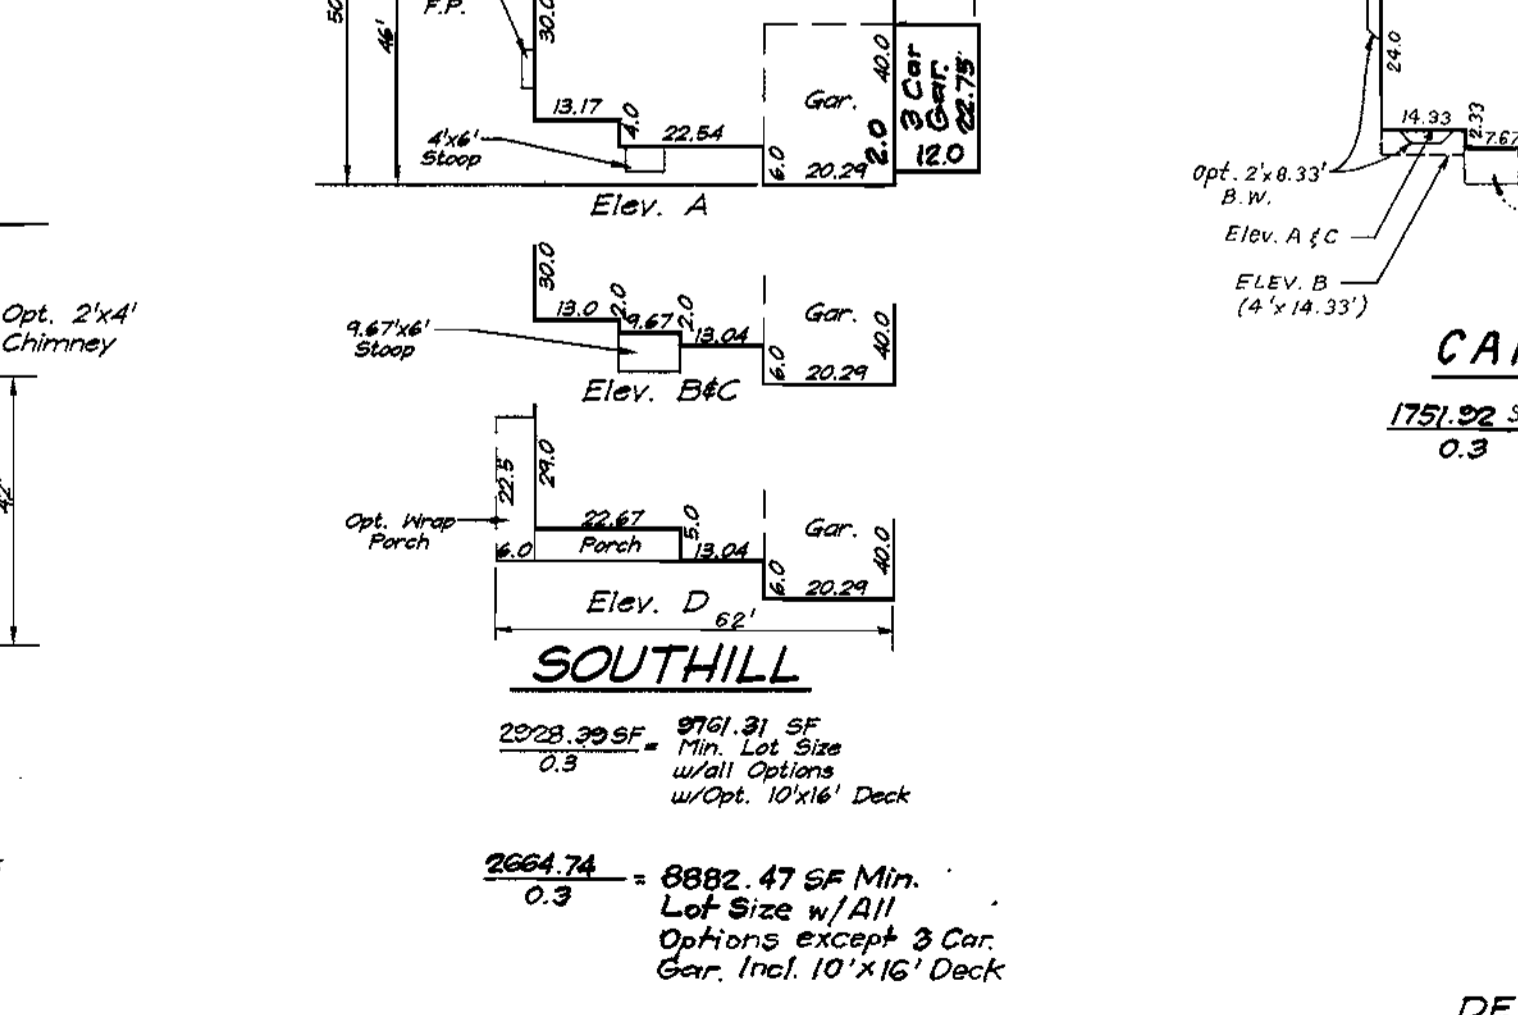 50
46'
F.P.
30.0
13.17
4.0
22.54
4'x6'
Stoop
6.0
Gar.
20.29
40.0
2.0
3 Car
Gar.
22.75'
12.0
Elev. A
30.0
13.0
2.0
9.67
2.0
13.04
9.67'x6'
Stoop
6.0
Gar.
20.29
40.0
Elev. B&C
22.5
29.0
Opt. Wrap
Porch
6.0
22.67
Porch
5.0
13.04
6.0
Gar.
20.29
40.0
Elev. D
62'
SOUTHILL
2928.39 SF
0.3
=
9761.31 SF
Min. Lot Size
w/all Options
w/Opt. 10'x16' Deck
2664.74
0.3
= 8882.47 SF Min.
Lot Size w/All
Options except 3 Car.
Gar. Incl. 10'x16' Deck
Opt. 2'x4'
Chimney
42'
24.0
14.33
2.33
7.67
Opt. 2'x8.33'
B.W.
Elev. A & C
ELEV. B
(4'x14.33')
CA
1751.92 S
0.3
DE